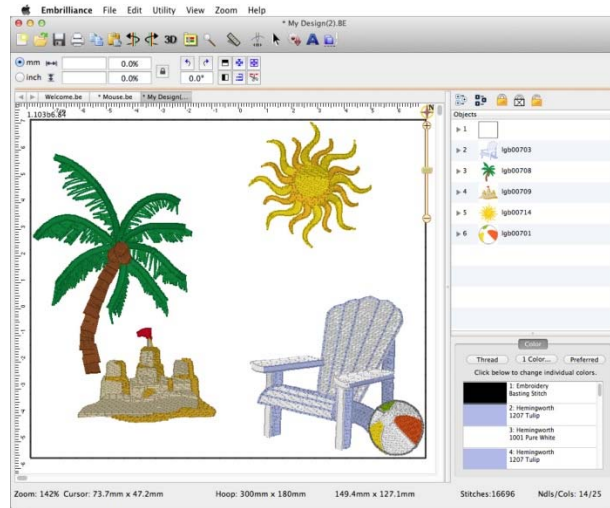 Embrilliance File Edit Utility View Zoom Help
* My Design(2).BE
3D
A
mm 0.0%
inch 0.0% 0.0°
Welcome.be * Mouse.be * My Design(...
1.103b6.84
N
Objects
1
2 lgb00703
3 lgb00708
4 lgb00709
5 lgb00714
6 lgb00701
Color
Thread 1 Color... Preferred
Click below to change individual colors.
1: Embroidery
Basting Stitch
2: Hemingworth
1207 Tulip
3: Hemingworth
1001 Pure White
4: Hemingworth
1207 Tulip
Zoom: 142% Cursor: 73.7mm x 47.2mm Hoop: 300mm x 180mm 149.4mm x 127.1mm Stitches:16696 Ndls/Cols: 14/25